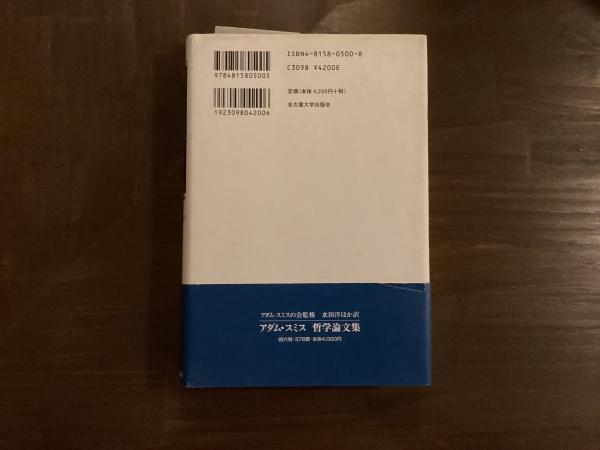 ISBN4-8158-0500-8
C3098 ¥4200E
9784815805005
定価(本体4,200円+税)
1923098042006
名古屋大学出版会
アダム・スミスの会監修 水田洋ほか訳
アダム・スミス 哲学論文集
四六判・378頁・本体4,000円